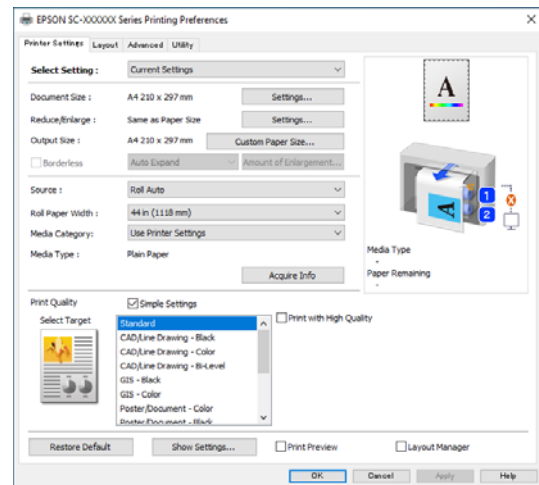 EPSON SC-XXXXXX Series Printing Preferences
Printer Settings Layout Advanced Utility
Select Setting : Current Settings
Document Size : A4 210 x 297 mm Settings...
Reduce/Enlarge : Same as Paper Size Settings...
Output Size : A4 210 x 297 mm Custom Paper Size...
Borderless Auto Expand Amount of Enlargement...
Source : Roll Auto
Roll Paper Width : 44 in (1118 mm)
Media Category: Use Printer Settings
Media Type : Plain Paper
Acquire Info
A
A
1
2
Media Type
-
Paper Remaining
-
Print Quality Simple Settings
Select Target
Standard
CAD/Line Drawing - Black
CAD/Line Drawing - Color
CAD/Line Drawing - Bi-Level
GIS - Black
GIS - Color
Poster/Document - Color
Poster/Document - Black
Print with High Quality
Restore Default Show Settings... Print Preview Layout Manager
OK Cancel Apply Help